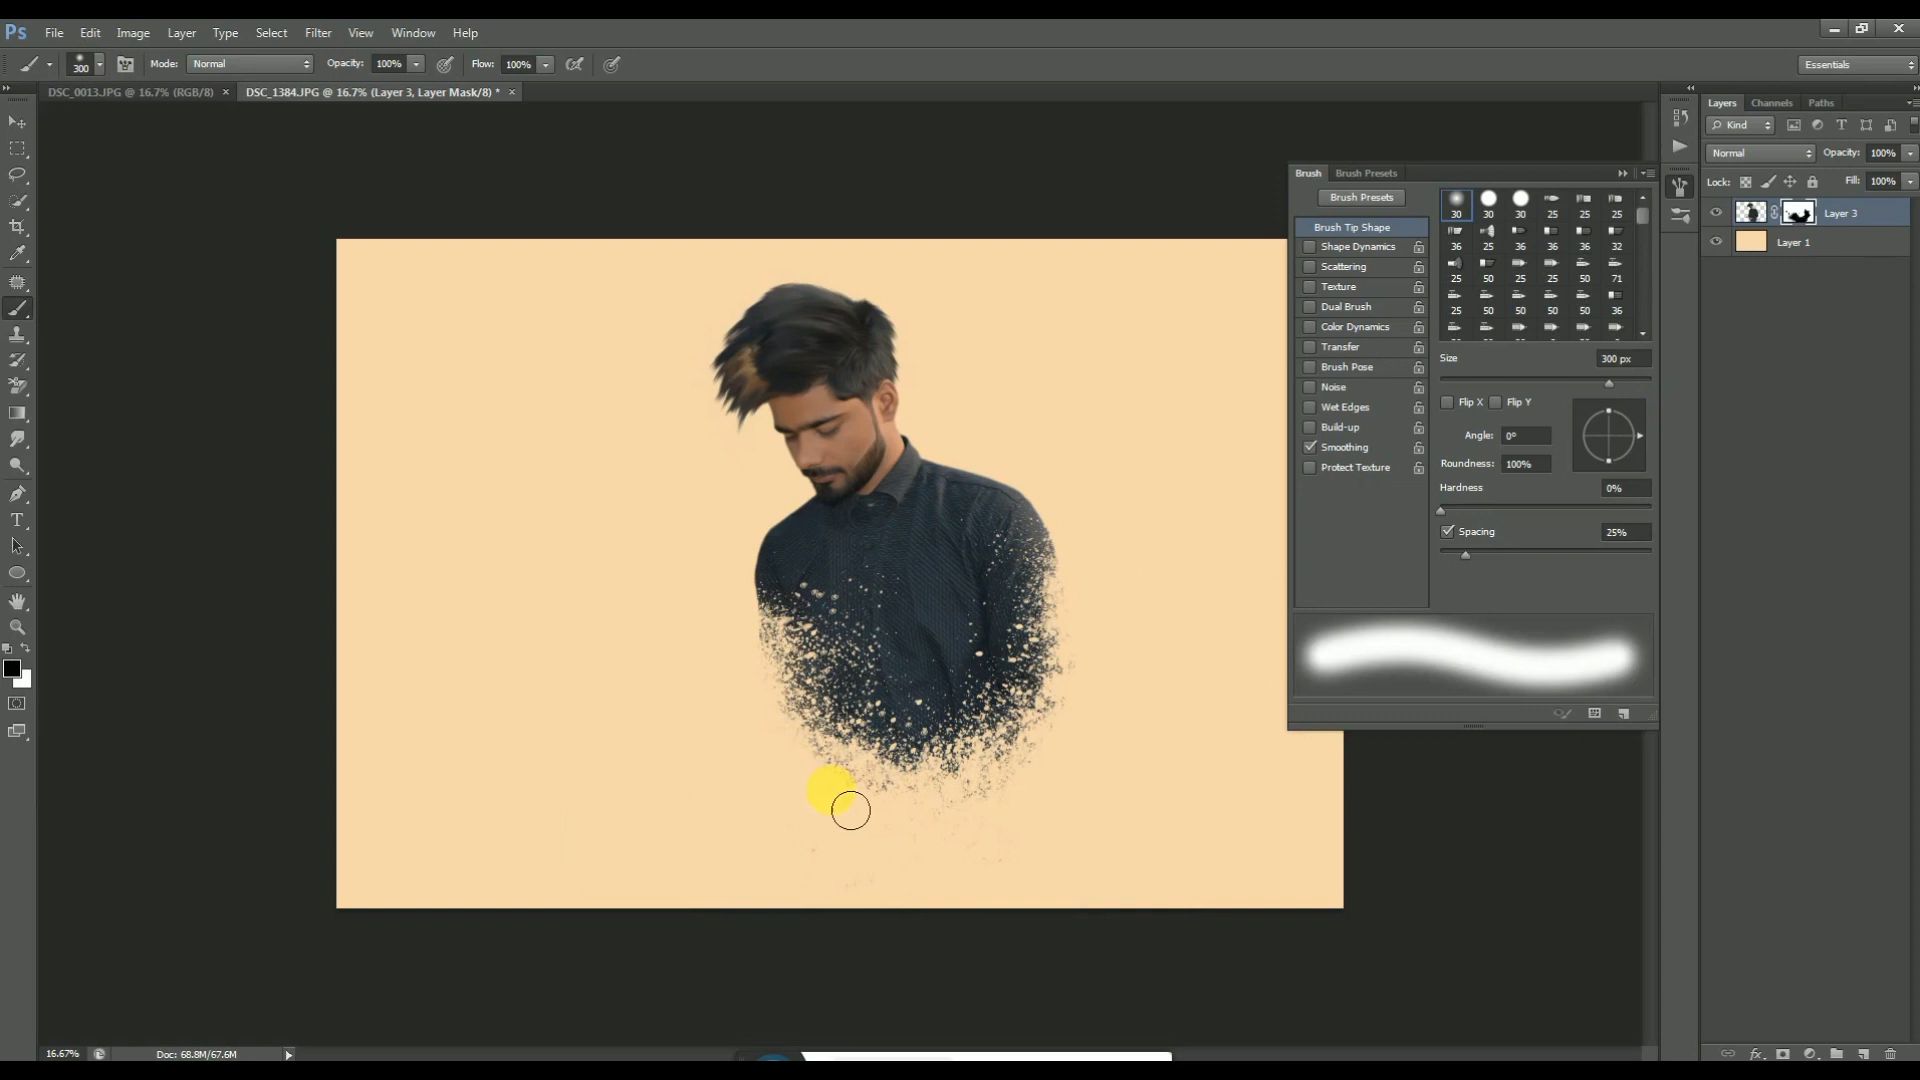 Ps File Edit Image Layer Type Select Filter View Window Help
300 Mode: Normal Opacity: 100% Flow: 100% Essentials
DSC_0013.JPG @ 16.7% (RGB/8) × DSC_1384.JPG @ 16.7% (Layer 3, Layer Mask/8) * ×
Layers Channels Paths
Kind T
Normal Opacity: 100%
Lock: Fill: 100%
Layer 3
Layer 1
Brush Brush Presets
Brush Presets
30 30 30 25 25 25
Brush Tip Shape
Shape Dynamics
36 25 36 36 36 32
Scattering
25 50 25 25 50 71
Texture
Dual Brush
25 50 50 50 50 36
Color Dynamics
Transfer
Size 300 px
Brush Pose
Noise
Flip X Flip Y
Wet Edges
Build-up
Angle: 0º
Smoothing
Roundness: 100%
Protect Texture
Hardness 0%
Spacing 25%
T
16.67% Doc: 68.8M/67.6M
fx